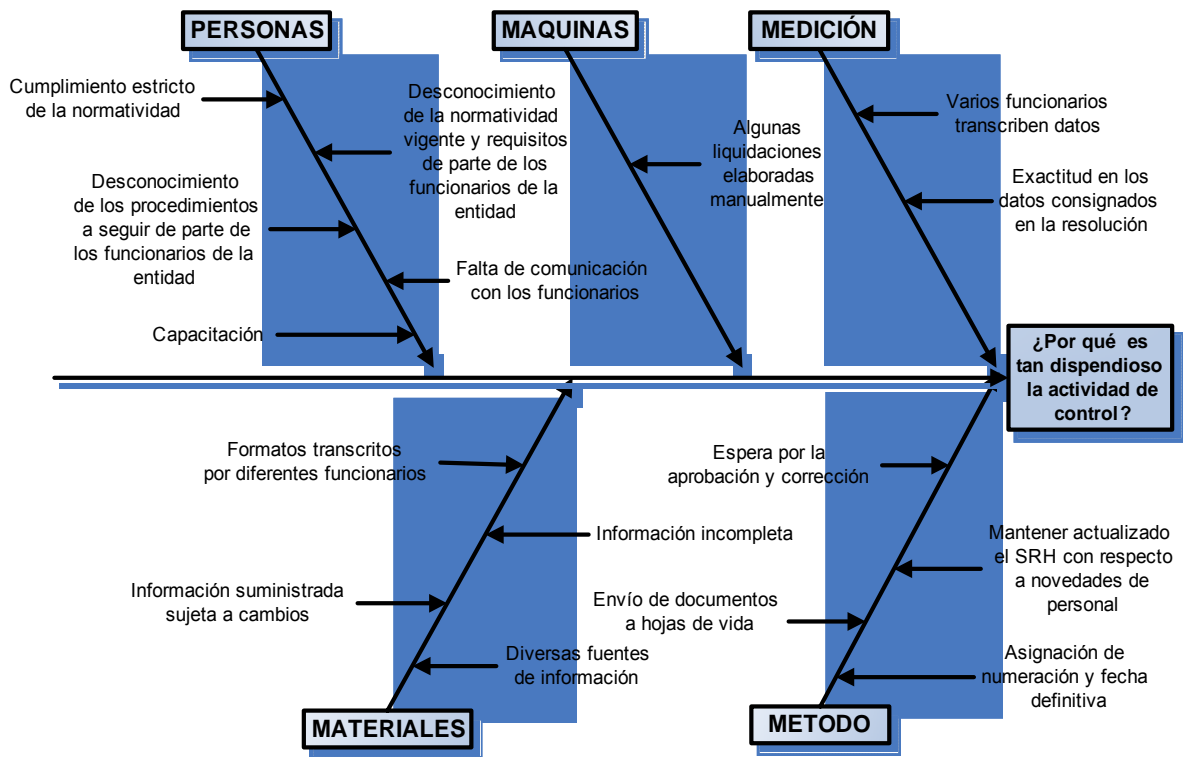 PERSONAS
MAQUINAS
MEDICIÓN
Cumplimiento estricto
de la normatividad
Desconocimiento
de la normatividad
vigente y requisitos
de parte de los
funcionarios de la
entidad
Desconocimiento
de los procedimientos
a seguir de parte de
los funcionarios de la
entidad
Falta de comunicación
con los funcionarios
Capacitación
Algunas
liquidaciones
elaboradas
manualmente
Varios funcionarios
transcriben datos
Exactitud en los
datos consignados
en la resolución
¿Por qué es
tan dispendioso
la actividad de
control?
Formatos transcritos
por diferentes funcionarios
Información incompleta
Información suministrada
sujeta a cambios
Diversas fuentes
de información
Espera por la
aprobación y corrección
Mantener actualizado
el SRH con respecto
a novedades de
personal
Envío de documentos
a hojas de vida
Asignación de
numeración y fecha
definitiva
MATERIALES
METODO